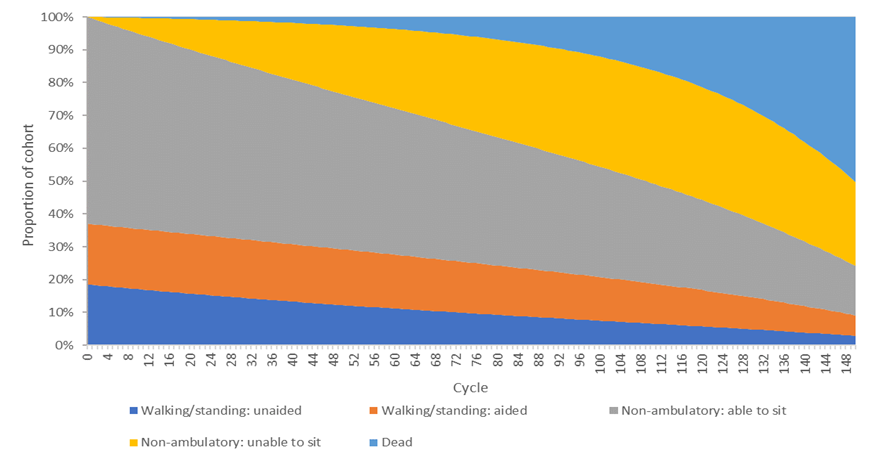 100%
90%
80%
70%
60%
50%
40%
30%
20%
10%
0%
Proportion of cohort
0 4 8 12 16 20 24 28 32 36 40 44 48 52 56 60 64 68 72 76 80 84 88 92 96 100 104 108 112 116 120 124 128 132 136 140 144 148
Cycle
Walking/standing: unaided Walking/standing: aided Non-ambulatory: able to sit
Non-ambulatory: unable to sit Dead